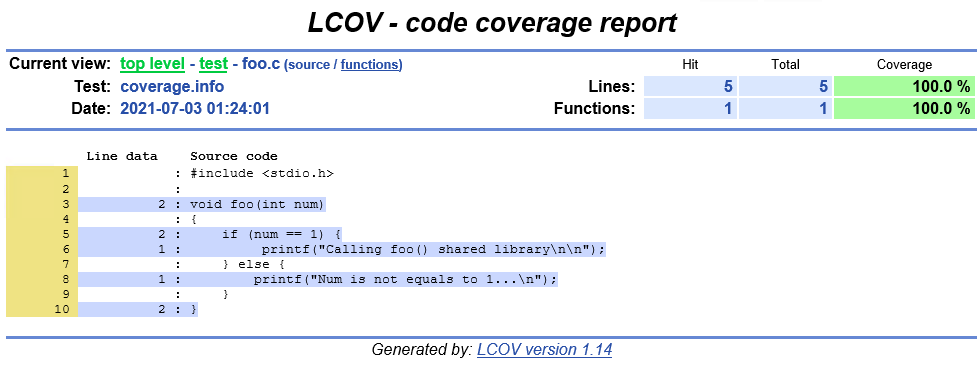 LCOV - code coverage report
Current view: top level - test - foo.c (source / functions) Hit Total Coverage
Test: coverage.info Lines: 5 5 100.0 %
Date: 2021-07-03 01:24:01 Functions: 1 1 100.0 %
Line data Source code
1 : #include <stdio.h>
2 :
3 2 : void foo(int num)
4 : {
5 2 : if (num == 1) {
6 1 : printf("Calling foo() shared library\n\n");
7 : } else {
8 1 : printf("Num is not equals to 1...\n");
9 : }
10 2 : }
Generated by: LCOV version 1.14